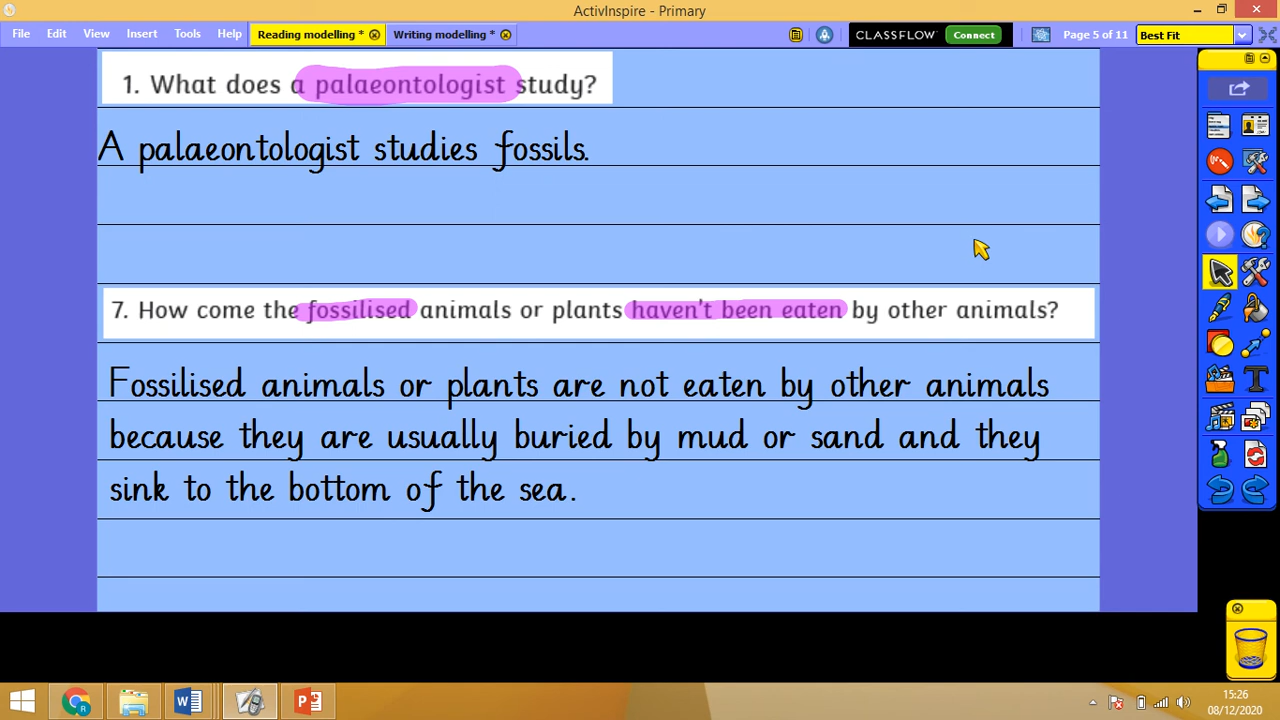 ActivInspire - Primary
File Edit View Insert Tools Help Reading modelling * Writing modelling * CLASSFLOW Connect Page 5 of 11 Best Fit
1. What does a palaeontologist study?
A palaeontologist studies fossils.
7. How come the fossilised animals or plants haven't been eaten by other animals?
Fossilised animals or plants are not eaten by other animals
because they are usually buried by mud or sand and they
sink to the bottom of the sea.
15:26
08/12/2020